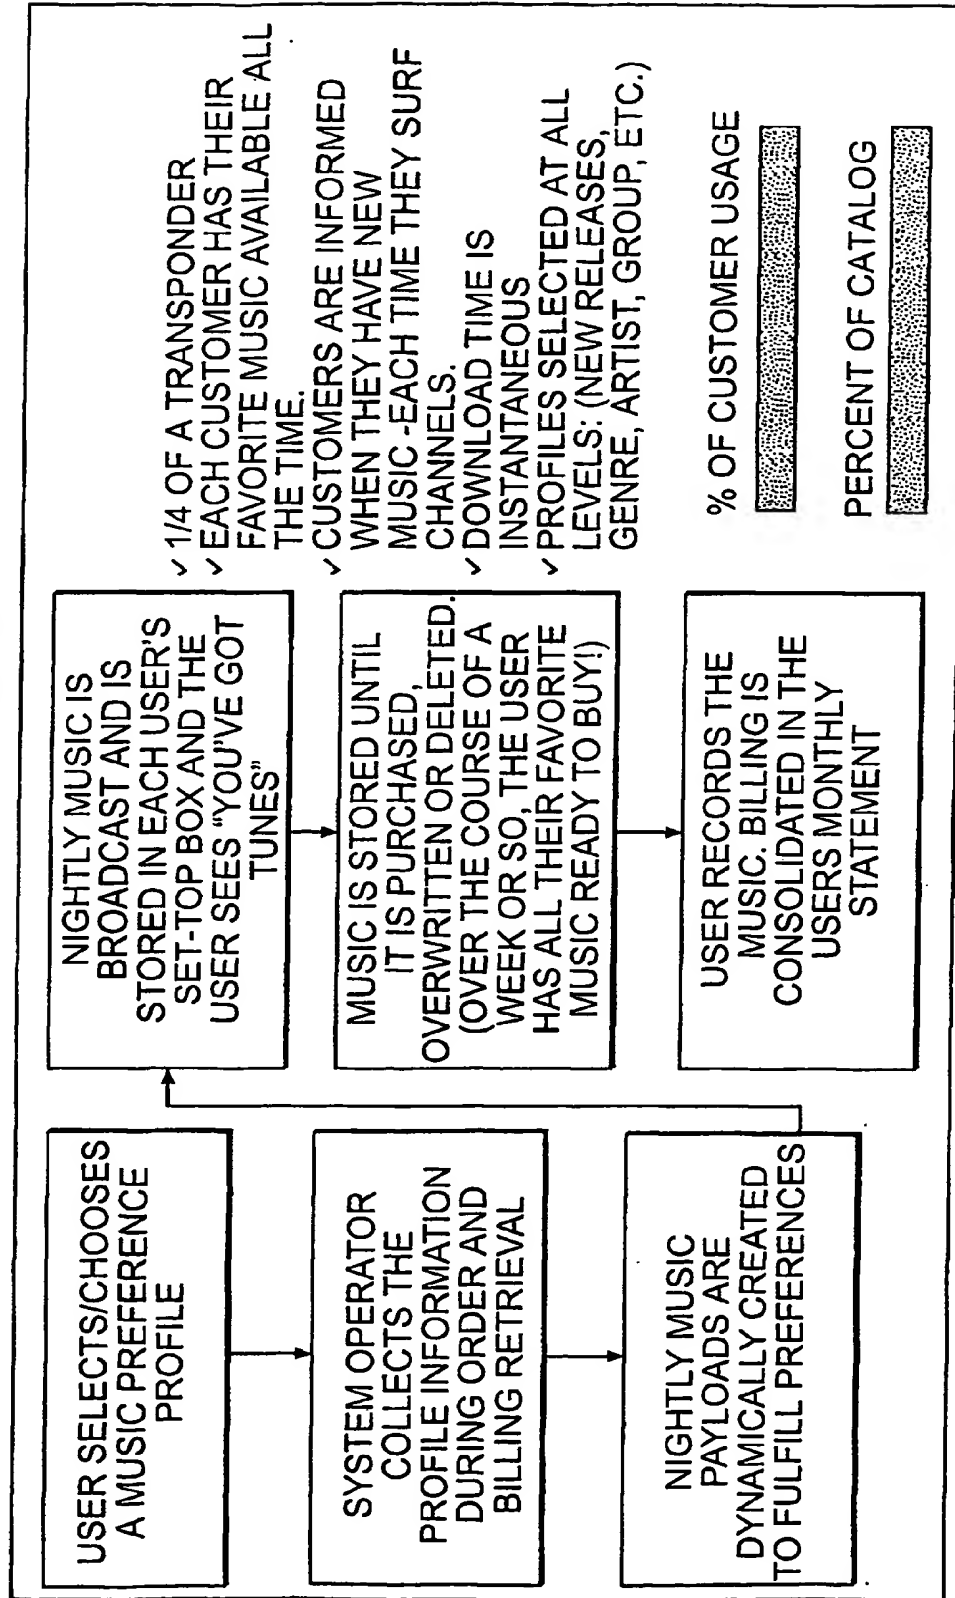 USER SELECTS/CHOOSES
A MUSIC PREFERENCE
PROFILE
SYSTEM OPERATOR
COLLECTS THE
PROFILE INFORMATION
DURING ORDER AND
BILLING RETRIEVAL
NIGHTLY MUSIC
PAYLOADS ARE
DYNAMICALLY CREATED
TO FULFILL PREFERENCES
NIGHTLY MUSIC IS
BROADCAST AND IS
STORED IN EACH USER'S
SET-TOP BOX AND THE
USER SEES "YOU'VE GOT
TUNES"
MUSIC IS STORED UNTIL
IT IS PURCHASED,
OVERWRITTEN OR DELETED.
(OVER THE COURSE OF A
WEEK OR SO, THE USER
HAS ALL THEIR FAVORITE
MUSIC READY TO BUY!)
USER RECORDS THE
MUSIC. BILLING IS
CONSOLIDATED IN THE
USERS MONTHLY
STATEMENT
✓ 1/4 OF A TRANSPONDER
✓ EACH CUSTOMER HAS THEIR
FAVORITE MUSIC AVAILABLE ALL
THE TIME.
✓ CUSTOMERS ARE INFORMED
WHEN THEY HAVE NEW
MUSIC -EACH TIME THEY SURF
CHANNELS.
✓ DOWNLOAD TIME IS
INSTANTANEOUS
✓ PROFILES SELECTED AT ALL
LEVELS: (NEW RELEASES,
GENRE, ARTIST, GROUP, ETC.)
% OF CUSTOMER USAGE
PERCENT OF CATALOG